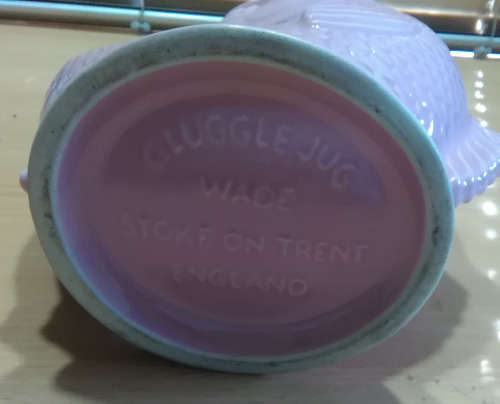 GLUGGLE JUG
WADE
STOKE ON TRENT
ENGLAND